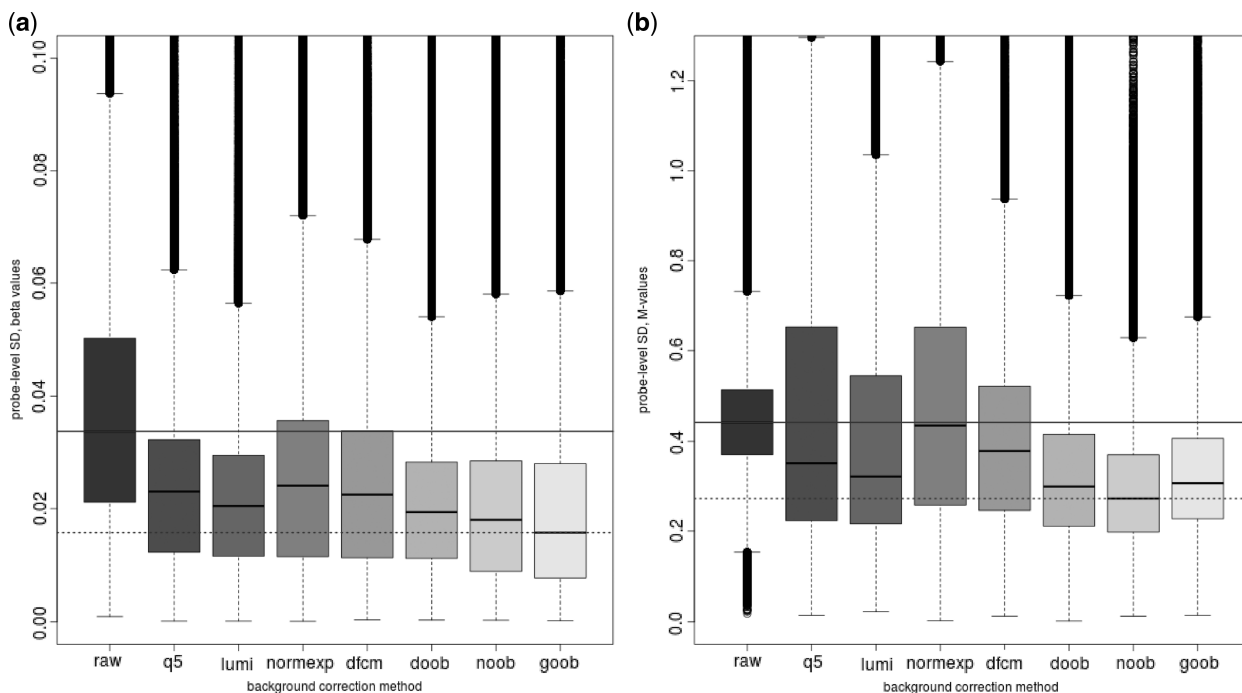 (a)
probe-level SD, beta values
0.10
0.08
0.06
0.04
0.02
0.00
raw q5 lumi normexp dfcm doob noob goob
background correction method
(b)
probe-level SD, M-values
1.2
1.0
0.8
0.6
0.4
0.2
0.0
raw q5 lumi normexp dfcm doob noob goob
background correction method